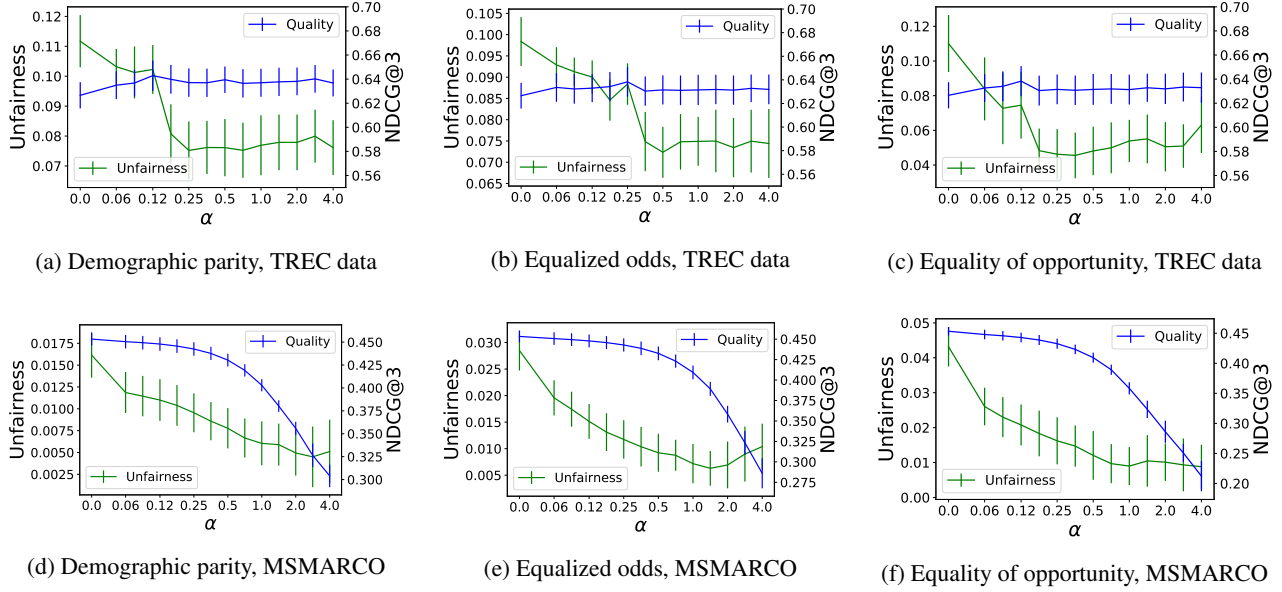 0.12
0.11
0.10
0.09
0.08
0.07
Unfairness
Quality
Unfairness
0.70
0.68
0.66
0.64
0.62
0.60
0.58
0.56
NDCG@3
0.0 0.06 0.12 0.25 0.5 1.0 2.0 4.0
α
(a) Demographic parity, TREC data
0.105
0.100
0.095
0.090
0.085
0.080
0.075
0.070
0.065
Unfairness
Quality
Unfairness
0.70
0.68
0.66
0.64
0.62
0.60
0.58
0.56
NDCG@3
0.0 0.06 0.12 0.25 0.5 1.0 2.0 4.0
α
(b) Equalized odds, TREC data
0.12
0.10
0.08
0.06
0.04
Unfairness
Quality
Unfairness
0.70
0.68
0.66
0.64
0.62
0.60
0.58
0.56
NDCG@3
0.0 0.06 0.12 0.25 0.5 1.0 2.0 4.0
α
(c) Equality of opportunity, TREC data
0.0175
0.0150
0.0125
0.0100
0.0075
0.0050
0.0025
Unfairness
Quality
Unfairness
0.450
0.425
0.400
0.375
0.350
0.325
0.300
NDCG@3
0.0 0.06 0.12 0.25 0.5 1.0 2.0 4.0
α
(d) Demographic parity, MSMARCO
0.030
0.025
0.020
0.015
0.010
0.005
Unfairness
Quality
Unfairness
0.450
0.425
0.400
0.375
0.350
0.325
0.300
0.275
NDCG@3
0.0 0.06 0.12 0.25 0.5 1.0 2.0 4.0
α
(e) Equalized odds, MSMARCO
0.05
0.04
0.03
0.02
0.01
0.00
Unfairness
Quality
Unfairness
0.45
0.40
0.35
0.30
0.25
0.20
NDCG@3
0.0 0.06 0.12 0.25 0.5 1.0 2.0 4.0
α
(f) Equality of opportunity, MSMARCO